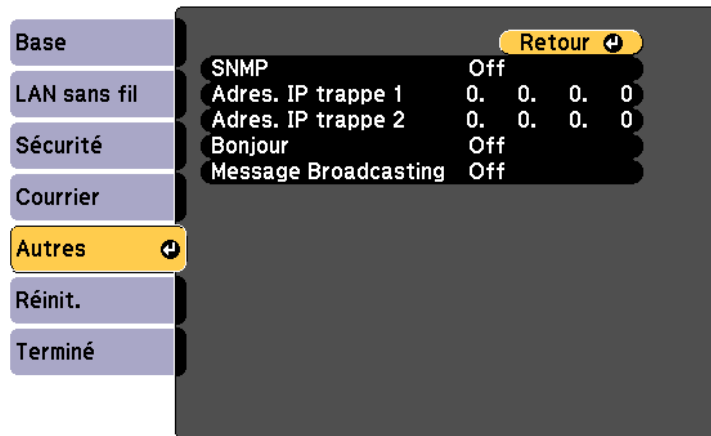 Base
LAN sans fil
Sécurité
Courrier
Autres
Réinit.
Terminé
Retour
SNMP Off
Adres. IP trappe 1 0. 0. 0. 0
Adres. IP trappe 2 0. 0. 0. 0
Bonjour Off
Message Broadcasting Off